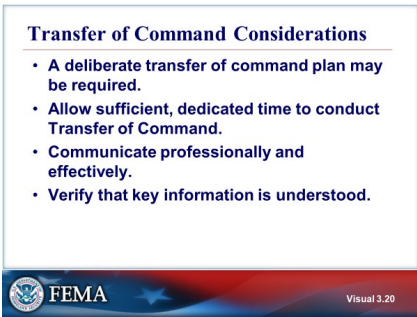 Transfer of Command Considerations
• A deliberate transfer of command plan may
be required.
• Allow sufficient, dedicated time to conduct
Transfer of Command.
• Communicate professionally and
effectively.
• Verify that key information is understood.
FEMA
Visual 3.20